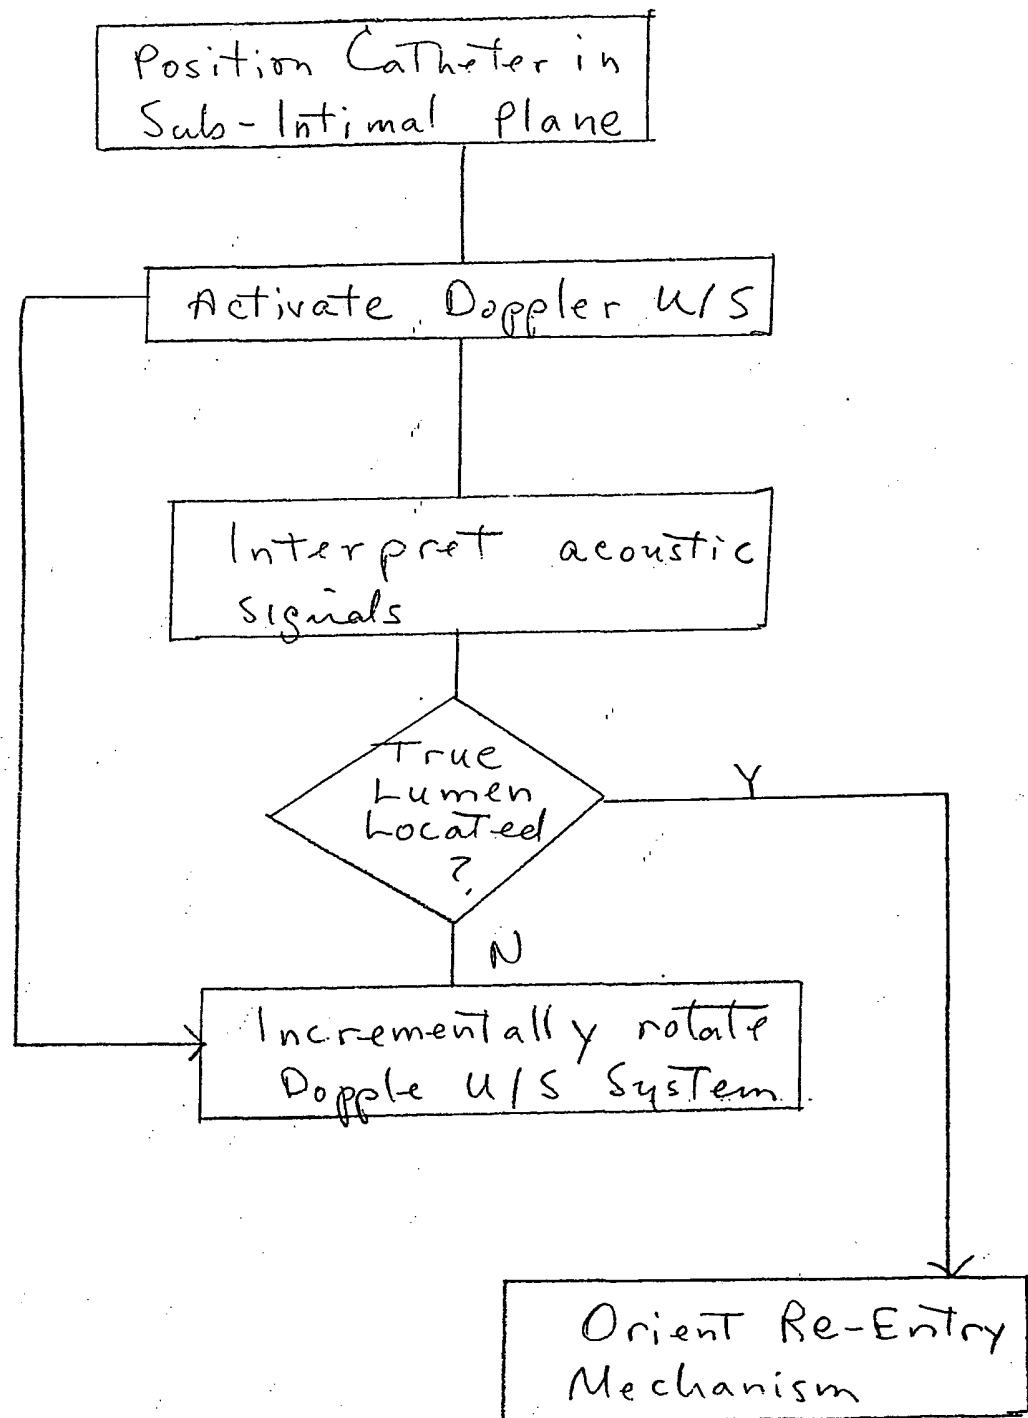 Position Catheter in
Sub-Intimal Plane
Activate Doppler U/S
Interpret acoustic
signals
True
Lumen
Located
?
Y
N
Incrementally rotate
Dopple U/S System
Orient Re-Entry
Mechanism